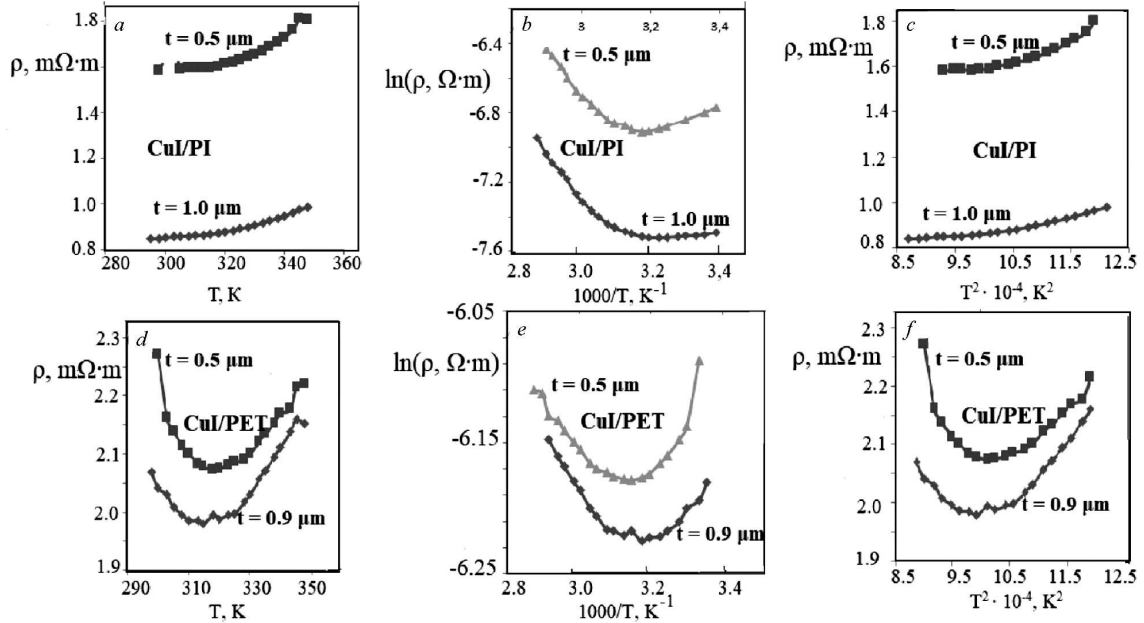 a
1.8
t = 0.5 μm
ρ, mΩ·m
1.6
1.4
1.2
CuI/PI
1.0
t = 1.0 μm
0.8
280
300
320
340
360
T, K
b
3
3,2
3,4
-6.4
t = 0.5 μm
ln(ρ, Ω·m)
-6.8
CuI/PI
-7.2
t = 1.0 μm
-7.6
2.8
3.0
3.2
3,4
1000/T, K⁻¹
c
1.8
t = 0.5 μm
ρ, mΩ·m
1.6
1.4
1.2
CuI/PI
1.0
t = 1.0 μm
0.8
8.5
9.5
10.5
11.5
12.5
T² · 10⁻⁴, K²
d
2.3
t = 0.5 μm
ρ, mΩ·m
2.2
CuI/PET
2.1
2.0
t = 0.9 μm
1.9
290
310
330
350
T, K
e
-6.05
ln(ρ, Ω·m)
t = 0.5 μm
CuI/PET
-6.15
t = 0.9 μm
-6.25
2.8
3.0
3.2
3.4
1000/T, K⁻¹
f
2.3
t = 0.5 μm
ρ, mΩ·m
2.2
CuI/PET
2.1
2.0
t = 0.9 μm
1.9
8.5
9.5
10.5
11.5
12.5
T² · 10⁻⁴, K²